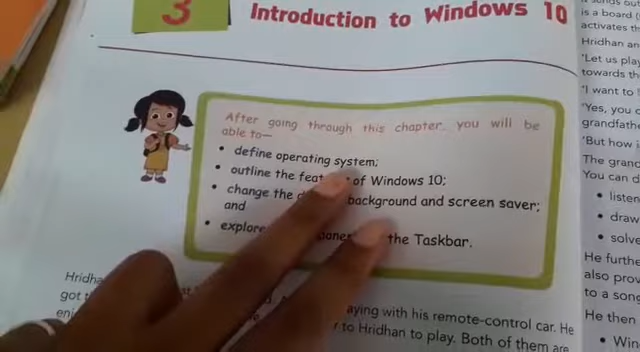 3
Introduction to Windows 10
After going through this chapter, you will be
able to—
• define operating system;
• outline the of Windows 10;
• change the background and screen saver;
and
• explore the Taskbar.
Hridha
got
aying with his remote-control car. He
to Hridhan to play. Both of them are
is a board
activates th
Hridhan an
'Let us play
towards th
'I want to
'Yes, you c
grandfath
'But how i
The grand
You can d
• listen
• draw
• solve
He furthe
also prov
to a song
He then
• Win